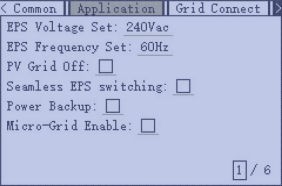 < Common Application Grid Connect >
EPS Voltage Set: 240Vac
EPS Frequency Set: 60Hz
PV Grid Off:
Seamless EPS switching:
Power Backup:
Micro-Grid Enable:
1 / 6